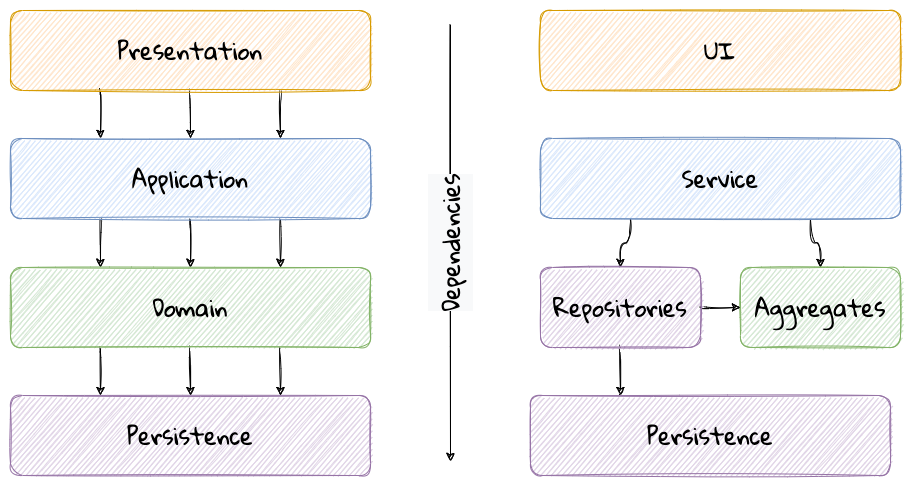 Presentation
Application
Domain
Persistence
Dependencies
UI
Service
Repositories
Aggregates
Persistence